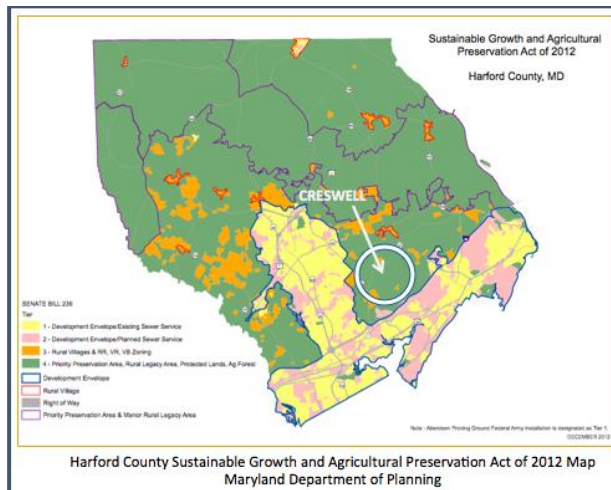 Sustainable Growth and Agricultural
Preservation Act of 2012
Harford County, MD
CRESWELL
SENATE BILL 236
Tier
1 - Development Envelope/Existing Sewer Service
2 - Development Envelope/Planned Sewer Service
3 - Rural Villages & RR, VR, VB Zoning
4 - Priority Preservation Area, Rural Legacy Area, Protected Lands, Ag Forest
Development Envelope
Rural Village
Right of Way
Priority Preservation Area & Manor Rural Legacy Area
Note - Aberdeen Proving Ground Federal Army Installation is designated as Tier 1.
DECEMBER 2012
Harford County Sustainable Growth and Agricultural Preservation Act of 2012 Map
Maryland Department of Planning